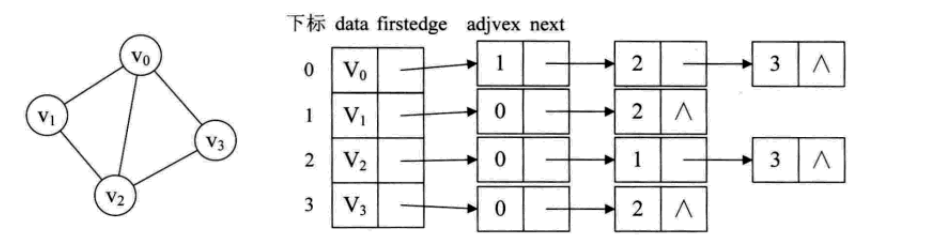 下标 data firstedge adjvex next
v₀
v₁
v₃
v₂
0 V₀ 1 2 3 ∧
1 V₁ 0 2 ∧
2 V₂ 0 1 3 ∧
3 V₃ 0 2 ∧